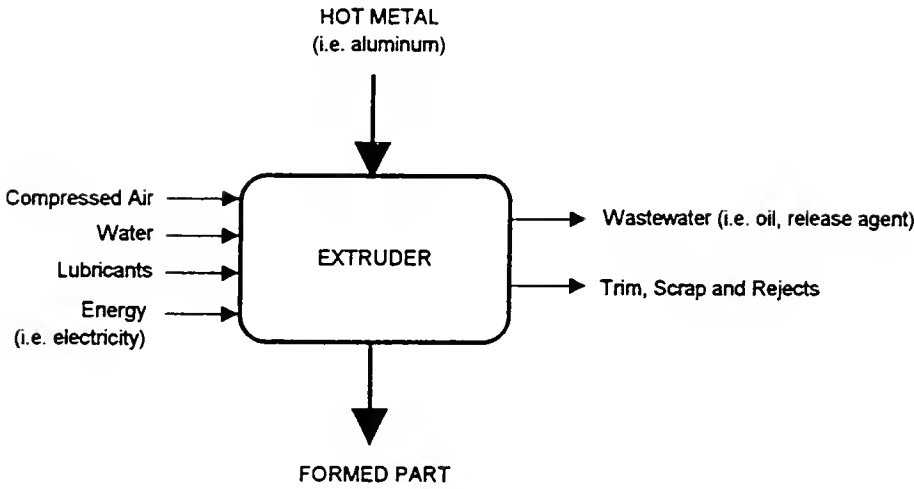 HOT METAL
(i.e. aluminum)
Compressed Air
Water
Lubricants
Energy
(i.e. electricity)
EXTRUDER
Wastewater (i.e. oil, release agent)
Trim, Scrap and Rejects
FORMED PART